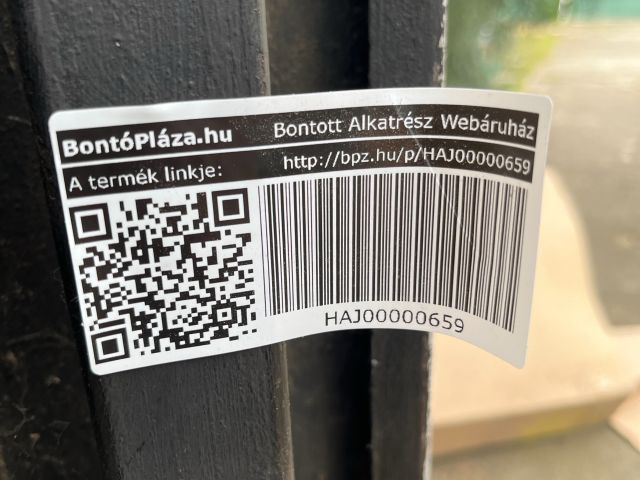 BontóPláza.hu Bontott Alkatrész Webáruház
A termék linkje: http://bpz.hu/p/HAJ00000659
HAJ00000659